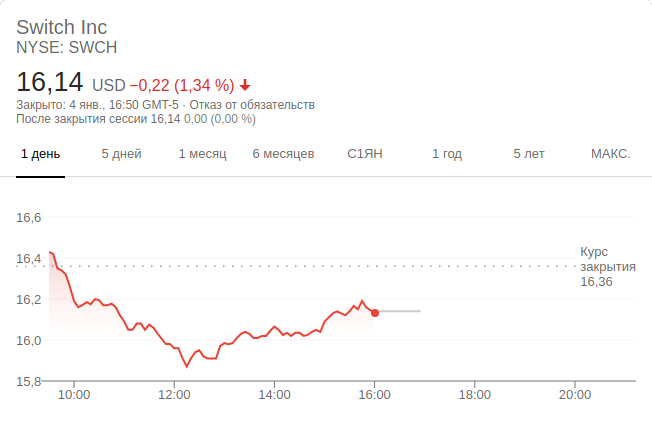 Switch Inc
NYSE: SWCH
16,14 USD −0,22 (1,34 %)
Закрыто: 4 янв., 16:50 GMT-5 · Отказ от обязательств
После закрытия сессии 16,14 0,00 (0,00 %)
1 день 5 дней 1 месяц 6 месяцев С1ЯН 1 год 5 лет МАКС.
16,6
16,4
16,2
16,0
15,8
Курс
закрытия
16,36
10:00 12:00 14:00 16:00 18:00 20:00